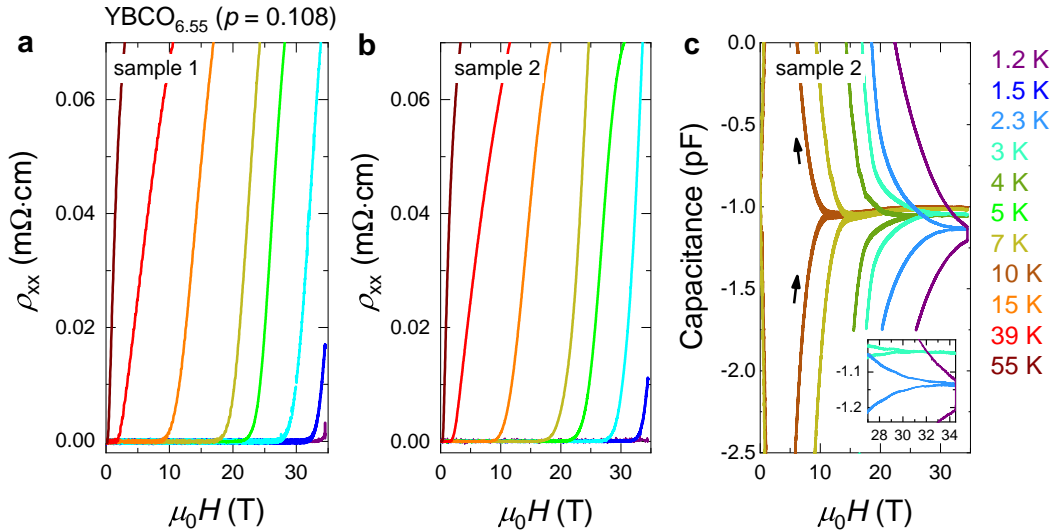 YBCO6.55 (p = 0.108)
a
sample 1
0.06
0.04
0.02
0.00
ρxx (mΩ·cm)
0 10 20 30
μ0H (T)
b
sample 2
0.06
0.04
0.02
0.00
ρxx (mΩ·cm)
0 10 20 30
μ0H (T)
c
sample 2
0.0
-0.5
-1.0
-1.5
-2.0
-2.5
Capacitance (pF)
0 10 20 30
μ0H (T)
-1.1
-1.2
28 30 32 34
1.2 K
1.5 K
2.3 K
3 K
4 K
5 K
7 K
10 K
15 K
39 K
55 K